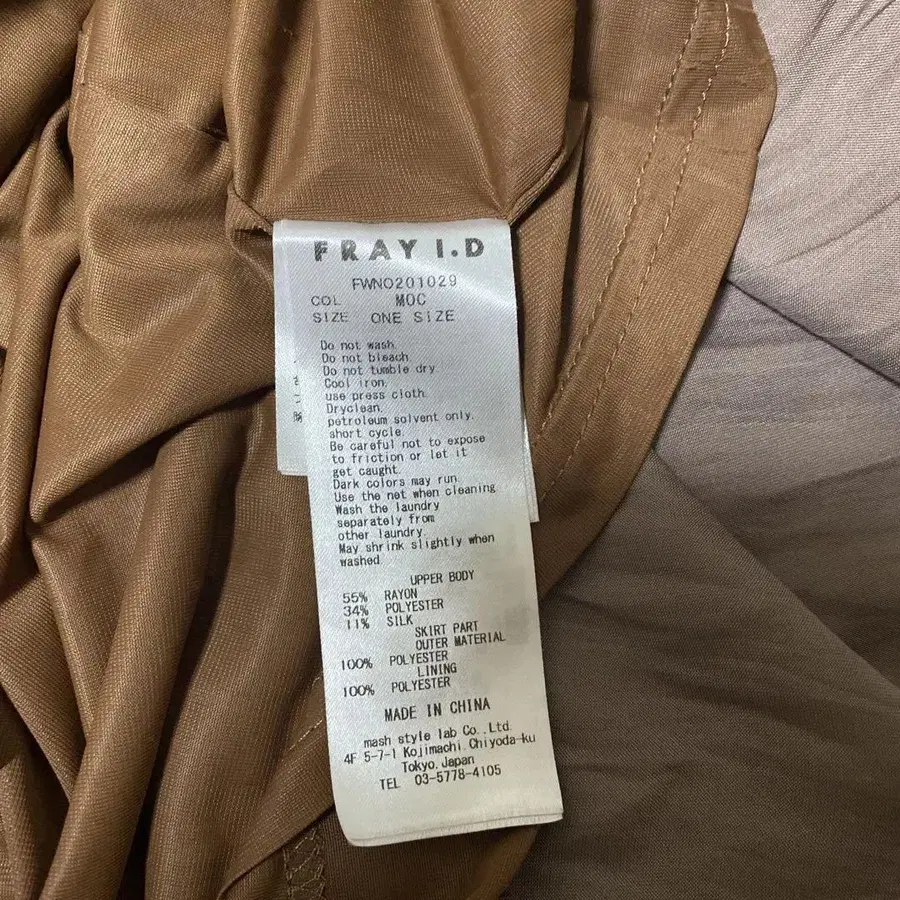 FRAY I.D
FWNO201029
COL MOC
SIZE ONE SIZE
Do not wash.
Do not bleach.
Do not tumble dry
Cool iron.
use press cloth.
Dryclean.
petroleum solvent only.
short cycle.
Be careful not to expose
to friction or let it
get caught.
Dark colors may run.
Use the net when cleaning
Wash the laundry
separately from
other laundry.
May shrink slightly when
washed
UPPER BODY
55% RAYON
34% POLYESTER
11% SILK
SKIRT PART
OUTER MATERIAL
100% POLYESTER
LINING
100% POLYESTER
MADE IN CHINA
mash style lab Co.,Ltd.
4F 5-7-1 Kojimachi.Chiyoda-ku
Tokyo.Japan
TEL 03-5778-4105